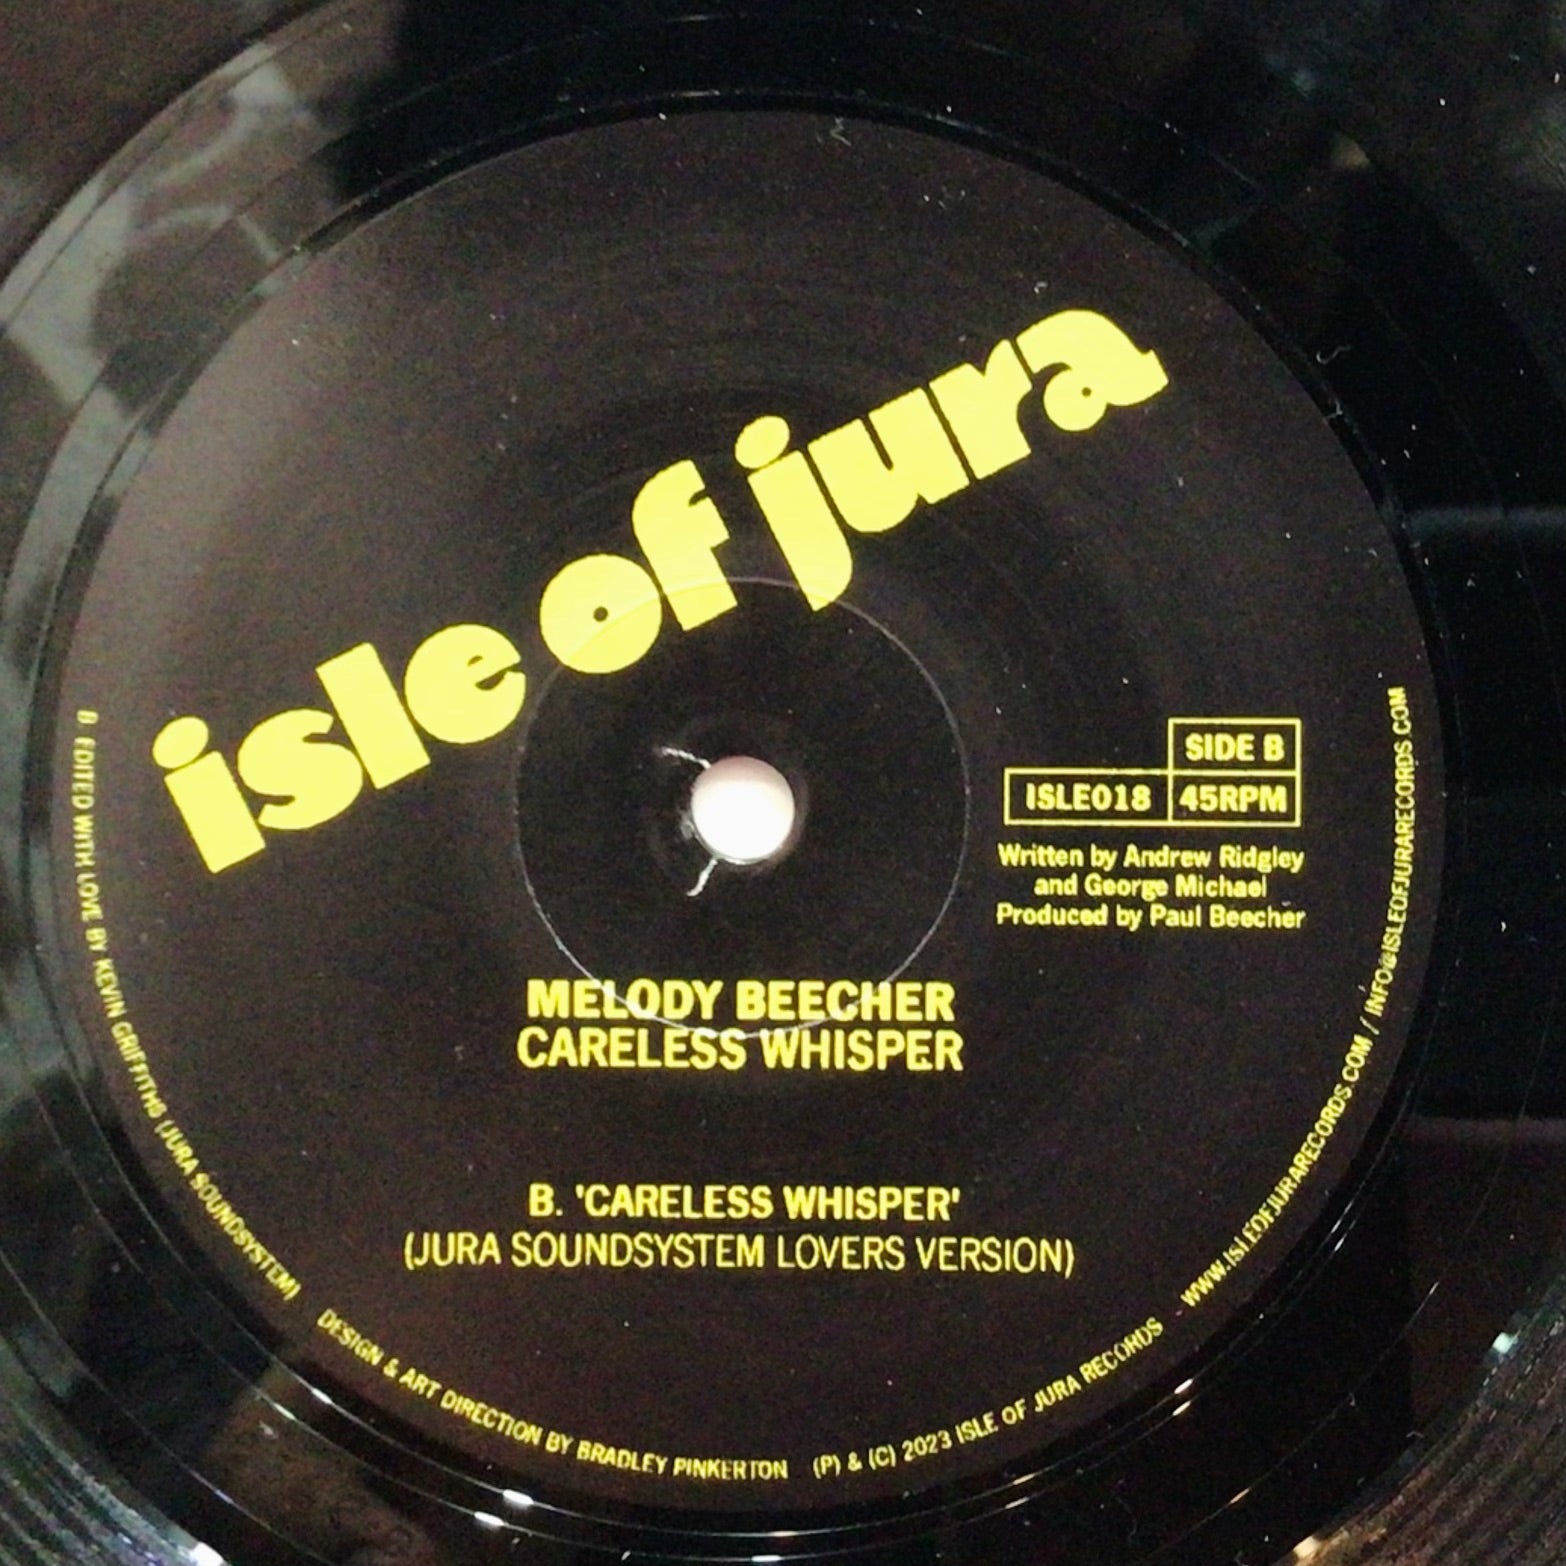 isle of jura
SIDE B
ISLE018 45RPM
Written by Andrew Ridgley
and George Michael
Produced by Paul Beecher
MELODY BEECHER
CARELESS WHISPER
B. 'CARELESS WHISPER'
(JURA SOUNDSYSTEM LOVERS VERSION)
B EDITED WITH LOVE BY KEVIN GRIFFITHS (JURA SOUNDSYSTEM) DESIGN & ART DIRECTION BY BRADLEY PINKERTON (P) & (C) 2023 ISLE OF JURA RECORDS - WWW.ISLEOFJURARECORDS.COM / INFO@ISLEOFJURARECORDS.COM